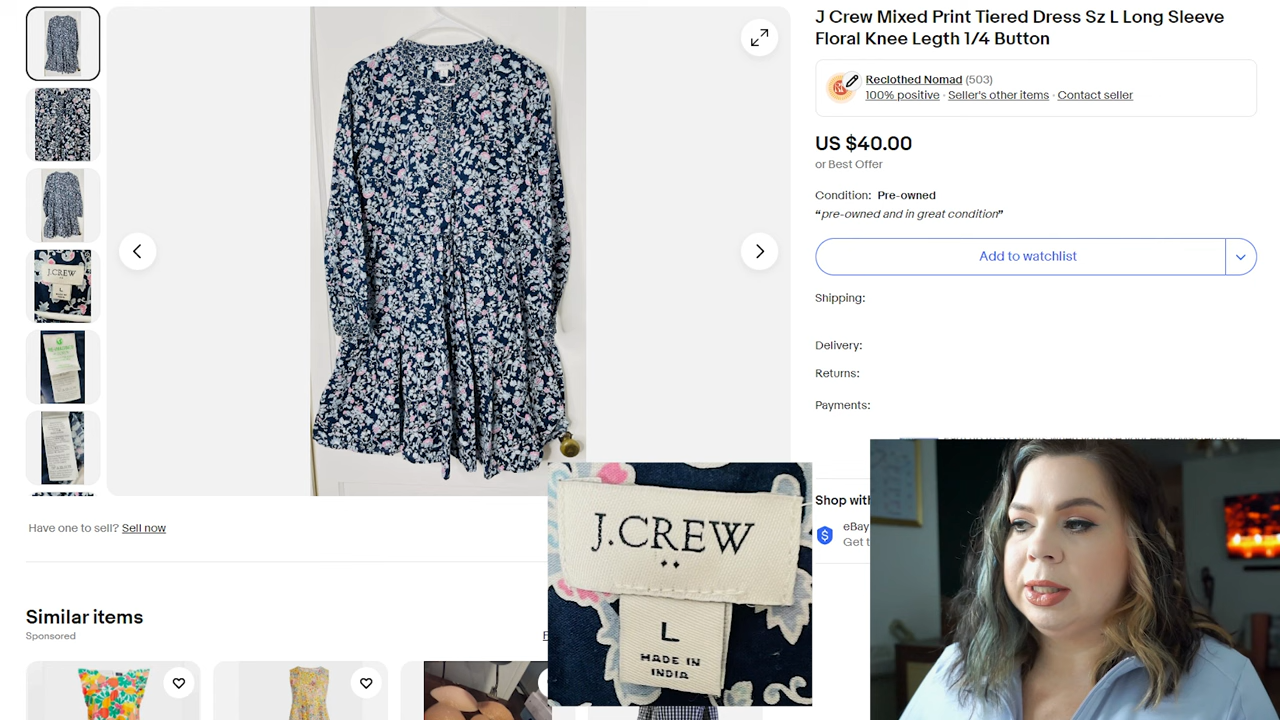 J Crew Mixed Print Tiered Dress Sz L Long Sleeve
Floral Knee Legth 1/4 Button
Reclothed Nomad (503)
100% positive · Seller's other items · Contact seller
US $40.00
or Best Offer
Condition: Pre-owned
“pre-owned and in great condition”
Add to watchlist
Shipping:
Delivery:
Returns:
Payments:
Shop with
eBay
Get
Have one to sell? Sell now
Similar items
Sponsored
J.CREW
L
MADE IN
INDIA
J.CREW
L